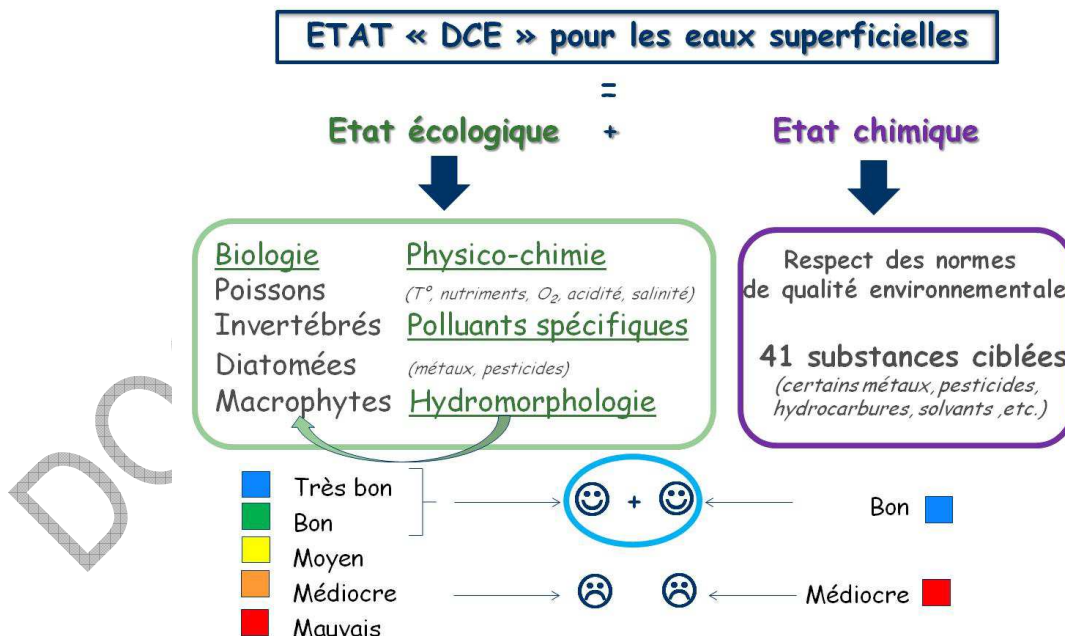 ETAT « DCE » pour les eaux superficielles
=
Etat écologique + Etat chimique
Biologie
Poissons
Invertébrés
Diatomées
Macrophytes
Physico-chimie
(T°, nutriments, O₂, acidité, salinité)
Polluants spécifiques
(métaux, pesticides)
Hydromorphologie
Respect des normes
de qualité environnementale
41 substances ciblées
(certains métaux, pesticides,
hydrocarbures, solvants ,etc.)
Très bon
Bon
Moyen
Médiocre
Mauvais
+
Bon
Médiocre